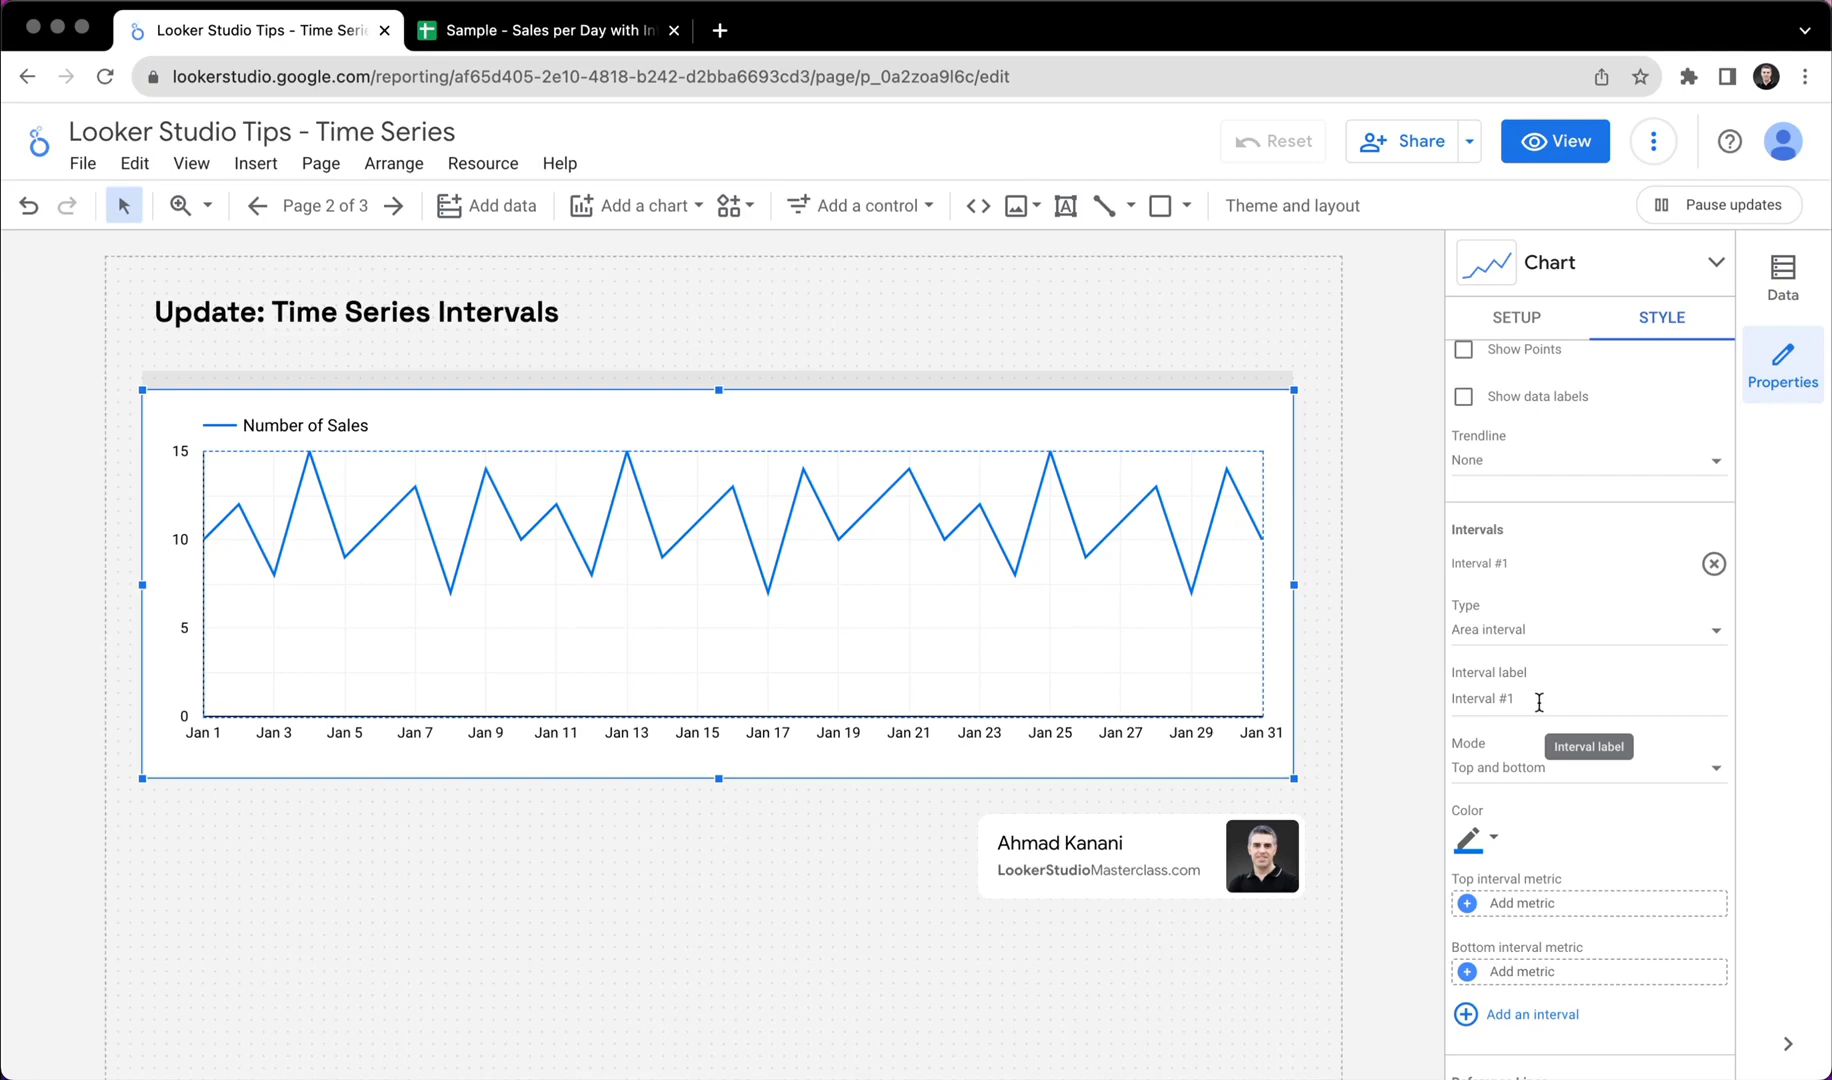 Looker Studio Tips - Time Seri
Sample - Sales per Day with In
lookerstudio.google.com/reporting/af65d405-2e10-4818-b242-d2bba6693cd3/page/p_0a2zoa9l6c/edit
Looker Studio Tips - Time Series
Reset
Share
View
File Edit View Insert Page Arrange Resource Help
Page 2 of 3
Add data
Add a chart
Add a control
Theme and layout
Pause updates
Chart
Data
SETUP STYLE
Properties
Show Points
Show data labels
Trendline
None
Intervals
Interval #1
Type
Area interval
Interval label
Interval #1
Mode
Interval label
Top and bottom
Color
Top interval metric
Add metric
Bottom interval metric
Add metric
Add an interval
Update: Time Series Intervals
Number of Sales
15
10
5
0
Jan 1 Jan 3 Jan 5 Jan 7 Jan 9 Jan 11 Jan 13 Jan 15 Jan 17 Jan 19 Jan 21 Jan 23 Jan 25 Jan 27 Jan 29 Jan 31
Ahmad Kanani
LookerStudioMasterclass.com